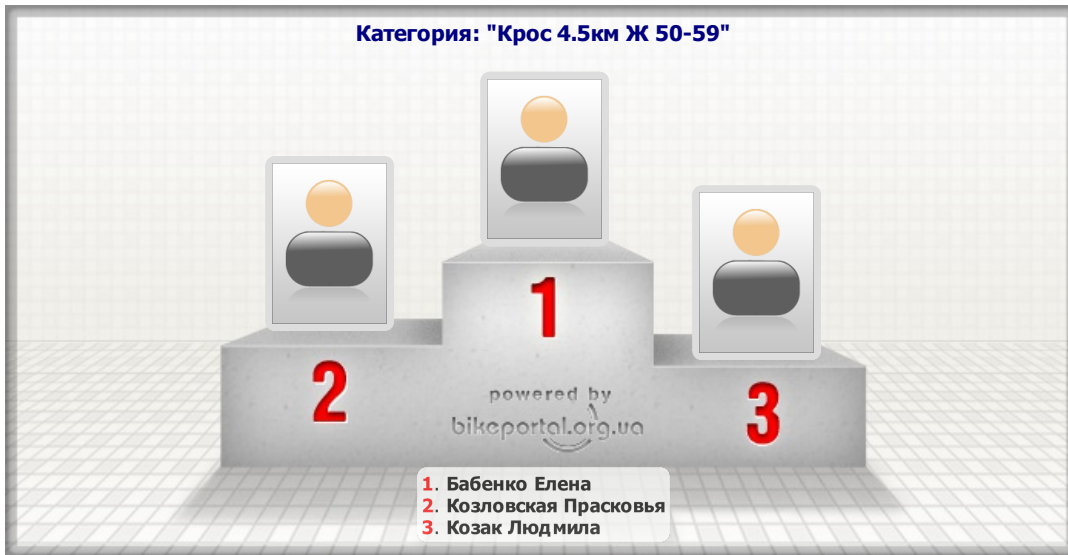 Категория: "Крос 4.5км Ж 50-59"
1
2
3
powered by
bikeportal.org.ua
1. Бабенко Елена
2. Козловская Прасковья
3. Козак Людмила